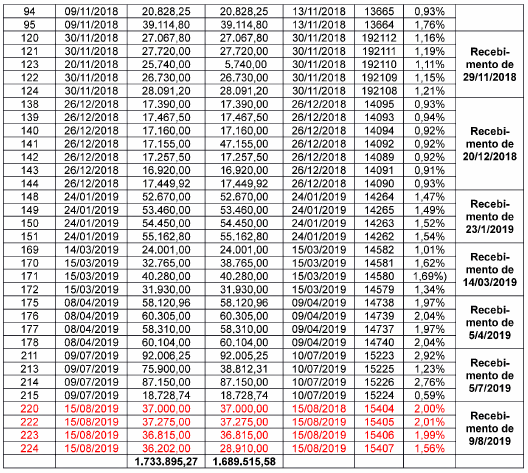 94 09/11/2018 20.828,25 20.828,25 13/11/2018 13665 0,93%
95 09/11/2018 39.114,80 39.114,80 13/11/2018 13664 1,76%
120 30/11/2018 27.067,80 27.067,80 30/11/2018 192112 1,16% Recebi-
121 30/11/2018 27.720,00 27.720,00 30/11/2018 192111 1,19% mento de
123 30/11/2018 25.740,00 5.740,00 30/11/2018 192110 1,11% 29/11/2018
122 30/11/2018 26.730,00 26.730,00 30/11/2018 192109 1,15%
124 30/11/2018 28.091,20 28.091,20 30/11/2018 192108 1,21%
138 26/12/2018 17.390,00 17.390,00 26/12/2018 14095 0,93% Recebi-
139 26/12/2018 17.467,50 17.467,50 26/12/2018 14093 0,94% mento de
140 26/12/2018 17.160,00 17.160,00 26/12/2018 14094 0,92% 20/12/2018
141 26/12/2018 17.155,00 47.155,00 26/12/2018 14092 0,92%
142 26/12/2018 17.257,50 17.257,50 26/12/2018 14089 0,92%
143 26/12/2018 16.920,00 16.920,00 26/12/2018 14091 0,91%
144 26/12/2018 17.449,92 17.449,92 26/12/2018 14090 0,93%
148 24/01/2019 52.670,00 52.670,00 24/01/2019 14264 1,47% Recebi-
149 24/01/2019 53.460,00 53.460,00 24/01/2019 14265 1,49% mento de
150 24/01/2019 54.450,00 54.450,00 24/01/2019 14263 1,52% 23/1/2019
151 24/01/2019 55.162,80 55.162,80 24/01/2019 14262 1,54%
169 14/03/2019 24.001,00 24.001,00 15/03/2019 14582 1,01% Recebi-
170 15/03/2019 32.765,00 38.765,00 15/03/2019 14581 1,62% mento de
171 15/03/2019 40.280,00 40.280,00 15/03/2019 14580 1,69%) 14/03/2019
172 15/03/2019 31.930,00 31.930,00 15/03/2019 14579 1,34%
175 08/04/2019 58.120,96 58.120,96 09/04/2019 14738 1,97% Recebi-
176 08/04/2019 60.305,00 60.305,00 09/04/2019 14739 2,04% mento de
177 08/04/2019 58.310,00 58.310,00 09/04/2019 14737 1,97% 5/4/2019
178 08/04/2019 60.104,00 60.104,00 09/04/2019 14740 2,04%
211 09/07/2019 92.006,25 92.005,25 10/07/2019 15223 2,92% Recebi-
213 09/07/2019 75.900,00 38.812,31 10/07/2019 15225 1,23% mento de
214 09/07/2019 87.150,00 87.150,00 10/07/2019 15226 2,76% 5/7/2019
215 09/07/2019 18.728,74 18.728,74 10/07/2019 15224 0,59%
220 15/08/2019 37.000,00 37.000,00 15/08/2018 15404 2,00% Recebi-
222 15/08/2019 37.275,00 37.275,00 15/08/2019 15405 2,01% mento de
223 15/08/2019 36.815,00 36.815,00 15/08/2019 15406 1,99% 9/8/2019
224 15/08/2019 36.202,00 28.910,00 15/08/2019 15407 1,56%
1.733.895,27 1.689.515,58